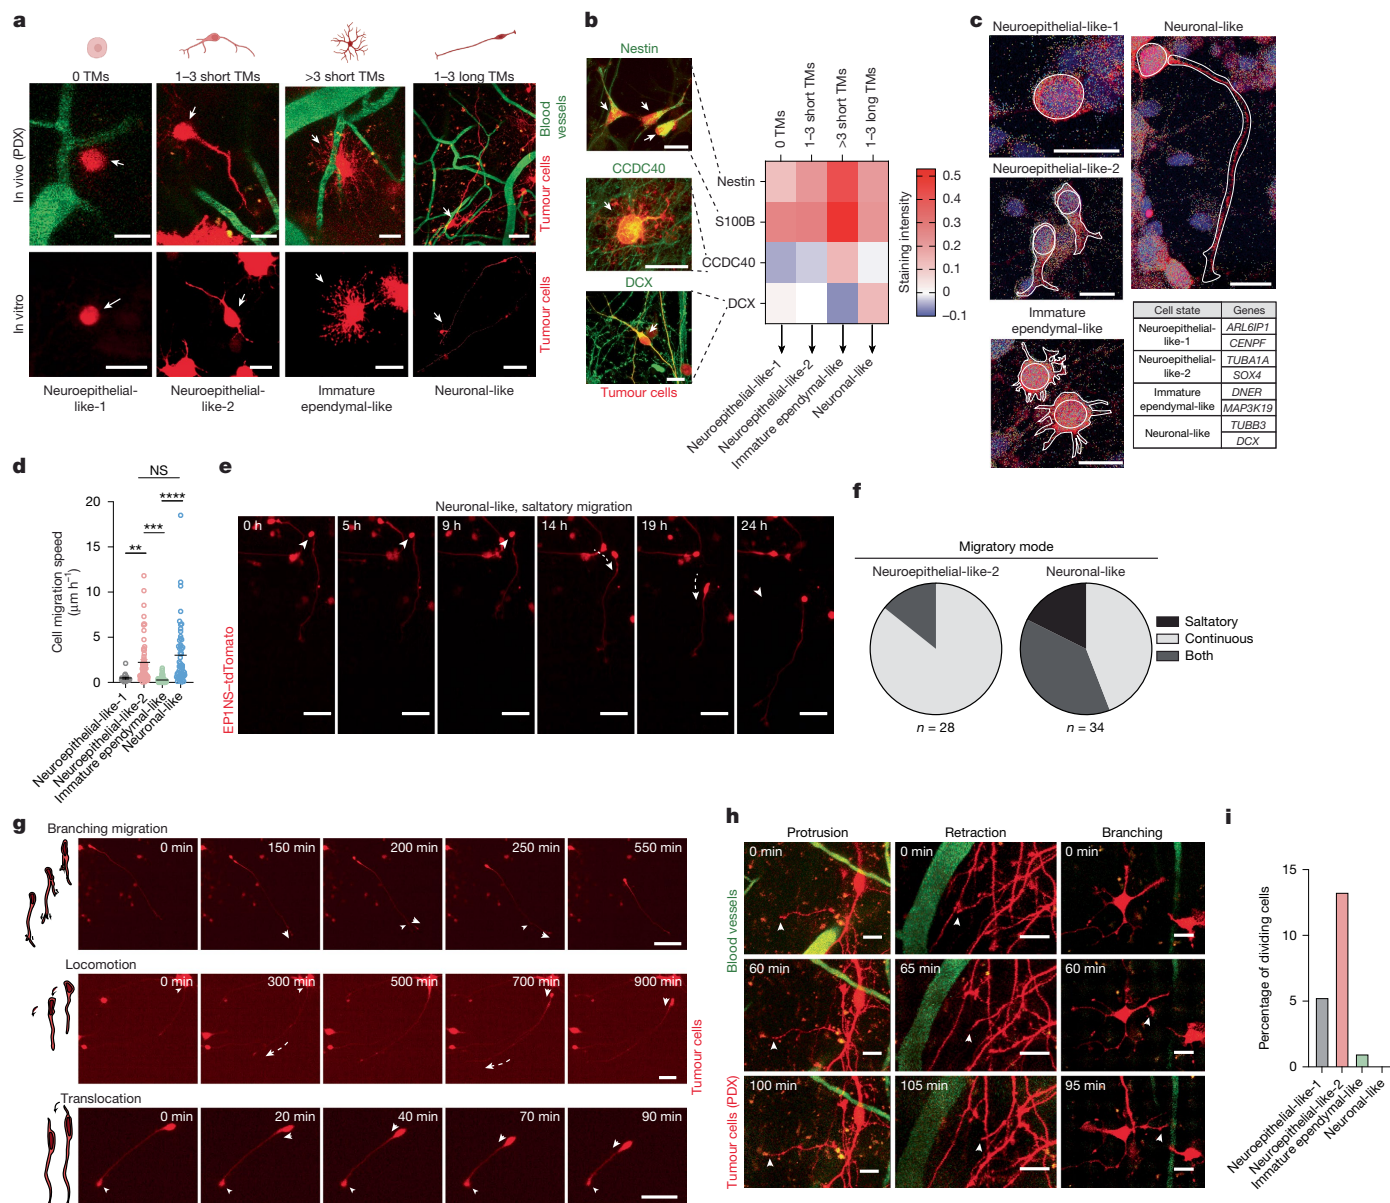 a
0 TMs
1–3 short TMs
>3 short TMs
1–3 long TMs
In vivo (PDX)
Blood vessels
Tumour cells
In vitro
Tumour cells
Neuroepithelial-like-1
Neuroepithelial-like-2
Immature ependymal-like
Neuronal-like
b
Nestin
CCDC40
DCX
Tumour cells
0 TMs
1–3 short TMs
>3 short TMs
1–3 long TMs
Nestin
S100B
CCDC40
DCX
Neuroepithelial-like-1
Neuroepithelial-like-2
Immature ependymal-like
Neuronal-like
Staining intensity
0.5
0.4
0.3
0.2
0.1
0
–0.1
c
Neuroepithelial-like-1
Neuronal-like
Neuroepithelial-like-2
Immature
ependymal-like
Cell state Genes
Neuroepithelial-like-1 ARL6IP1
CENPF
Neuroepithelial-like-2 TUBA1A
SOX4
Immature ependymal-like DNER
MAP3K19
Neuronal-like TUBB3
DCX
d
NS
****
***
**
Cell migration speed
(µm h⁻¹)
20
15
10
5
0
Neuroepithelial-like-1
Neuroepithelial-like-2
Immature ependymal-like
Neuronal-like
e
Neuronal-like, saltatory migration
EP1NS–tdTomato
0 h
5 h
9 h
14 h
19 h
24 h
f
Migratory mode
Neuroepithelial-like-2
Neuronal-like
Saltatory
Continuous
Both
n = 28
n = 34
g
Branching migration
0 min
150 min
200 min
250 min
550 min
Locomotion
0 min
300 min
500 min
700 min
900 min
Tumour cells
Translocation
0 min
20 min
40 min
70 min
90 min
h
Protrusion
Retraction
Branching
Blood vessels
Tumour cells (PDX)
0 min
0 min
0 min
60 min
65 min
60 min
100 min
105 min
95 min
i
Percentage of dividing cells
15
10
5
0
Neuroepithelial-like-1
Neuroepithelial-like-2
Immature ependymal-like
Neuronal-like